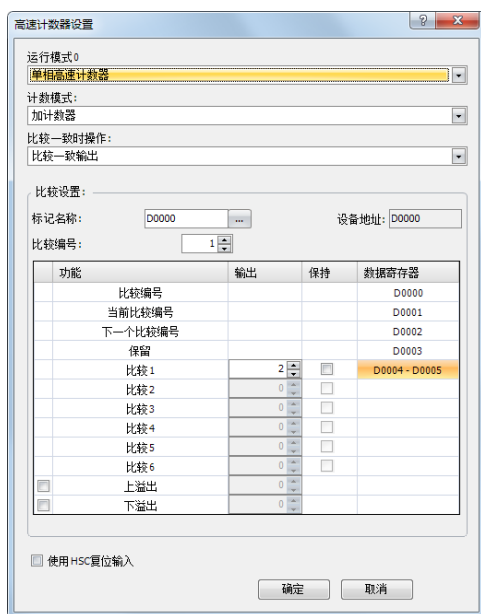 高速计数器设置
运行模式0
单相高速计数器
计数模式:
加计数器
比较一致时操作:
比较一致输出
比较设置:
标记名称: D0000 ... 设备地址: D0000
比较编号: 1
功能 输出 保持 数据寄存器
比较编号 D0000
当前比较编号 D0001
下一个比较编号 D0002
保留 D0003
比较1 2 D0004 - D0005
比较2 0
比较3 0
比较4 0
比较5 0
比较6 0
上溢出 0
下溢出 0
使用HSC复位输入
确定 取消